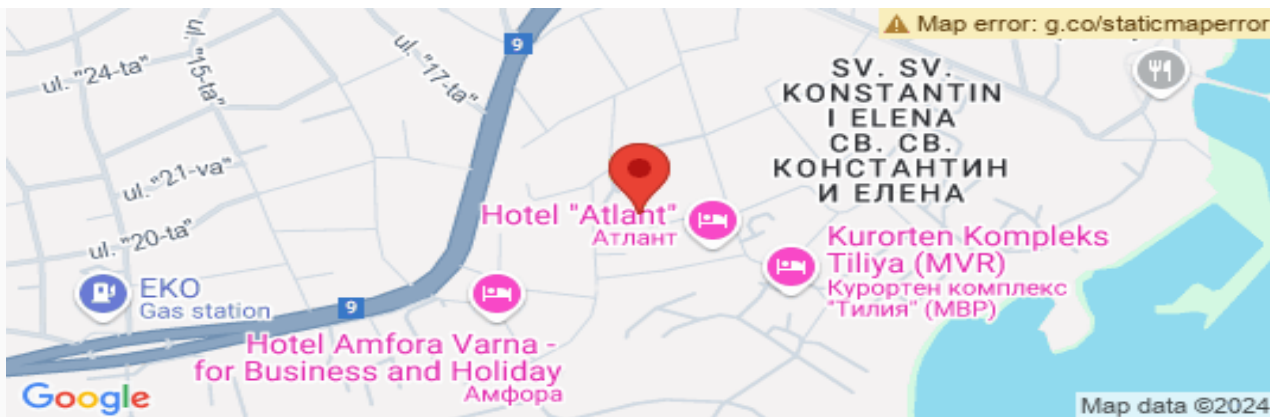 Map error: g.co/staticmaperror
9
ul. "24-ta"
ul. "15-ta"
ul. "17-ta"
SV. SV.
KONSTANTIN
I ELENA
СВ. СВ.
КОНСТАНТИН
И ЕЛЕНА
ul. "21-va"
ul. "20-ta"
Hotel "Atlant"
Атлант
Kurorten Kompleks
Tiliya (MVR)
Курортен комплекс
"Тилия" (МВР)
EKO
Gas station
9
Hotel Amfora Varna -
for Business and Holiday
Амфора
Google
Map data ©2024